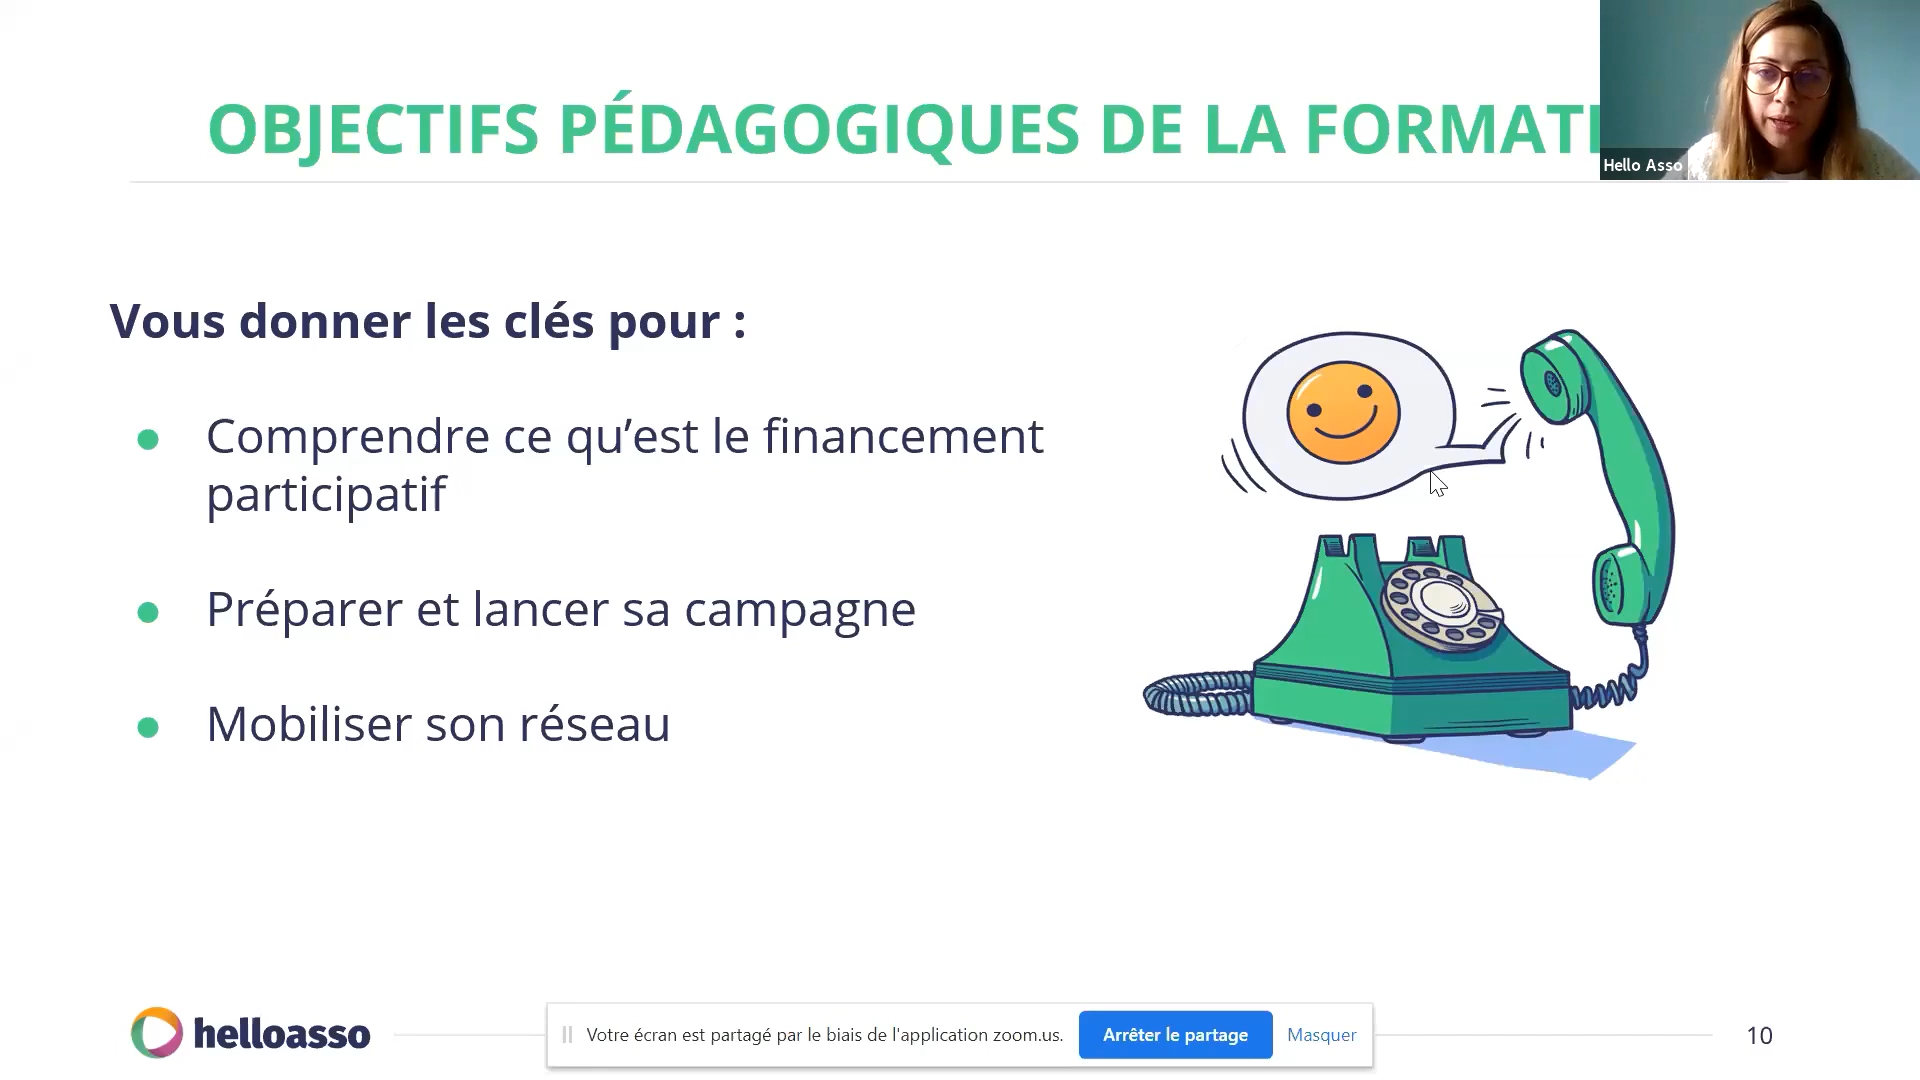 OBJECTIFS PÉDAGOGIQUES DE LA FORMATI
Hello Asso
Vous donner les clés pour :
● Comprendre ce qu’est le financement
participatif
● Préparer et lancer sa campagne
● Mobiliser son réseau
helloasso
Votre écran est partagé par le biais de l'application zoom.us.
Arrêter le partage
Masquer
10